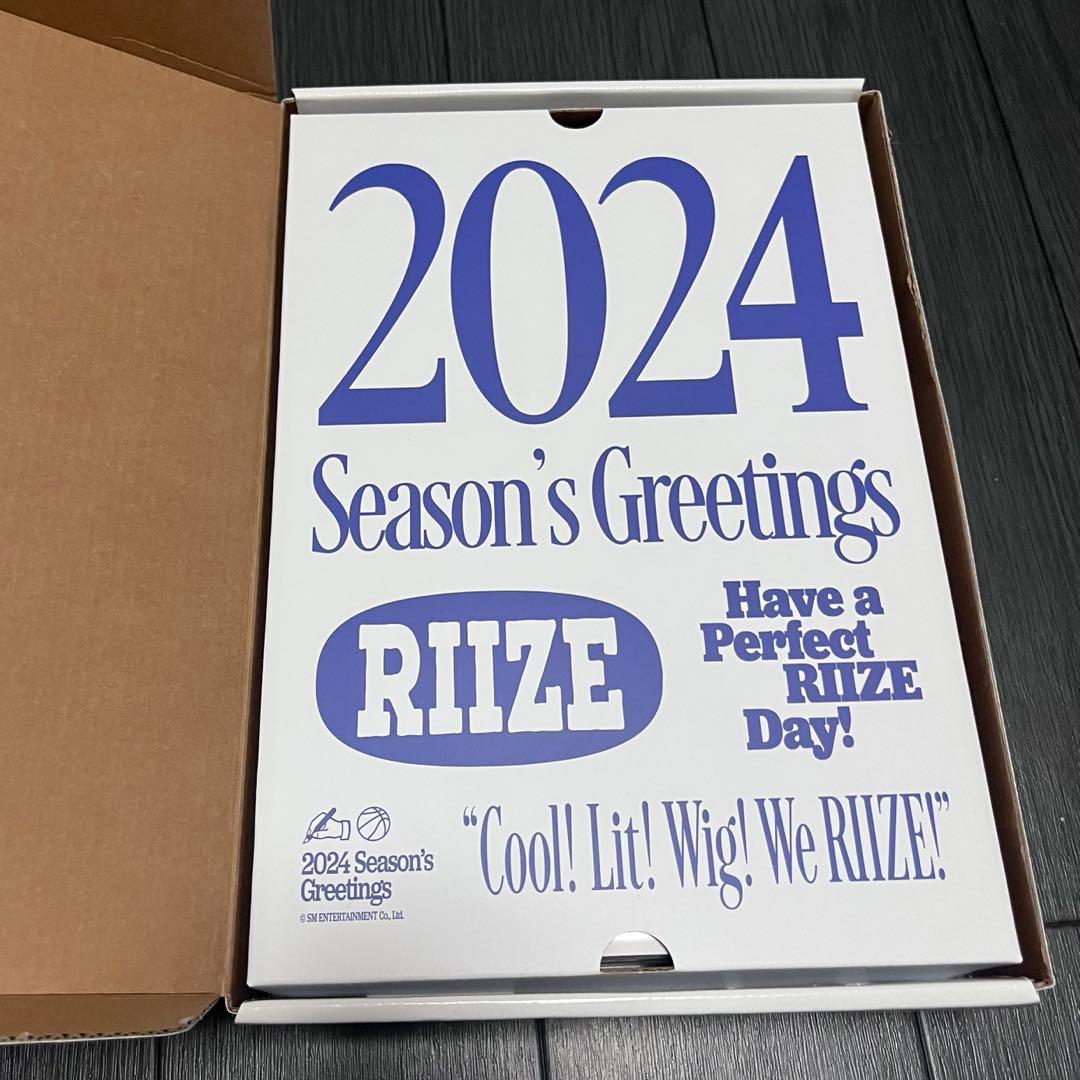 2024
Season's Greetings
RIIZE
Have a
Perfect
RIIZE
Day!
2024 Season's
Greetings
© SM ENTERTAINMENT Co., Ltd.
"Cool! Lit! Wig! We RIIZE!"